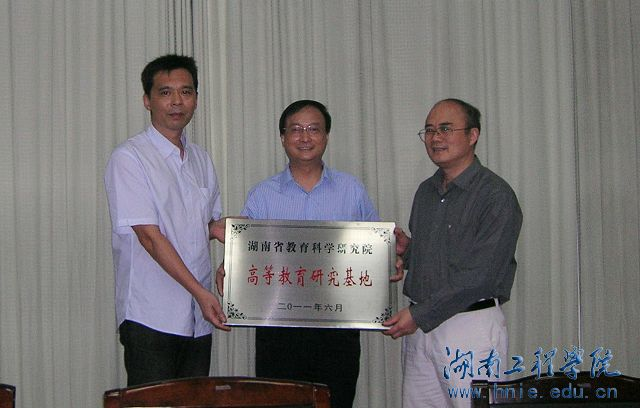 湖南省教育科学研究院
高等教育研究基地
二〇一一年六月
湖南工程学院
www.hnie.edu.cn